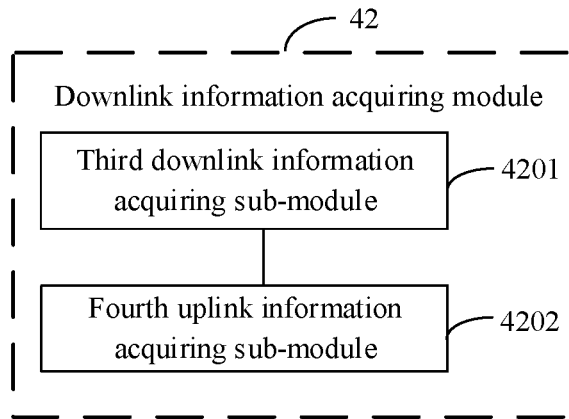 42
Downlink information acquiring module
Third downlink information
acquiring sub-module
4201
Fourth uplink information
acquiring sub-module
4202